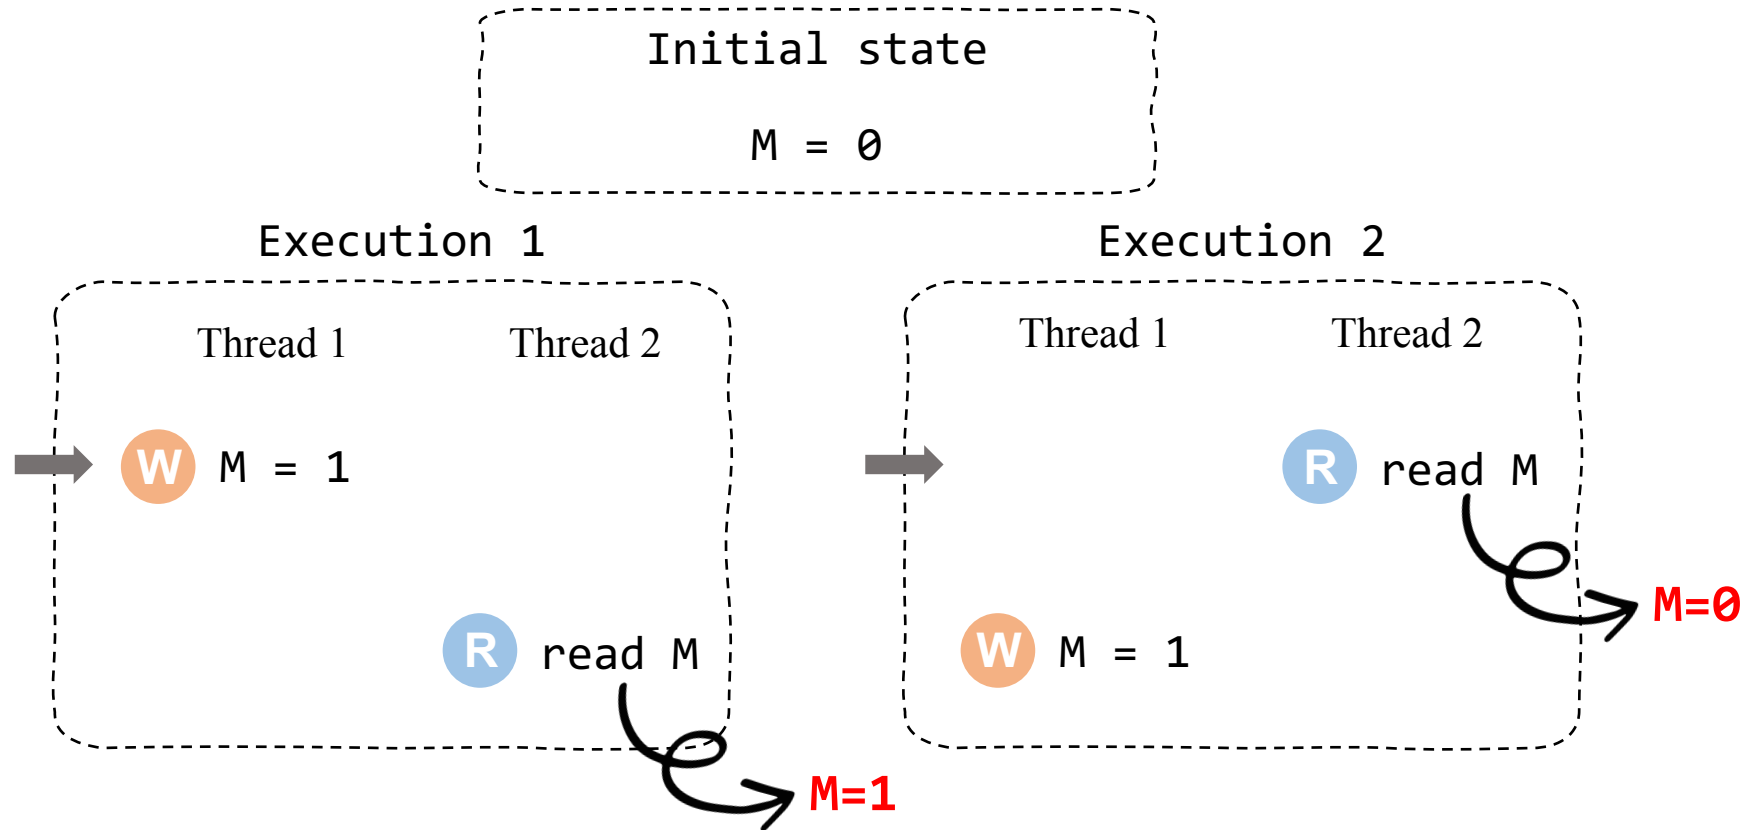 Initial state
M = 0
Execution 1
Thread 1 Thread 2
W M = 1
R read M
M=1
Execution 2
Thread 1 Thread 2
R read M
M=0
W M = 1